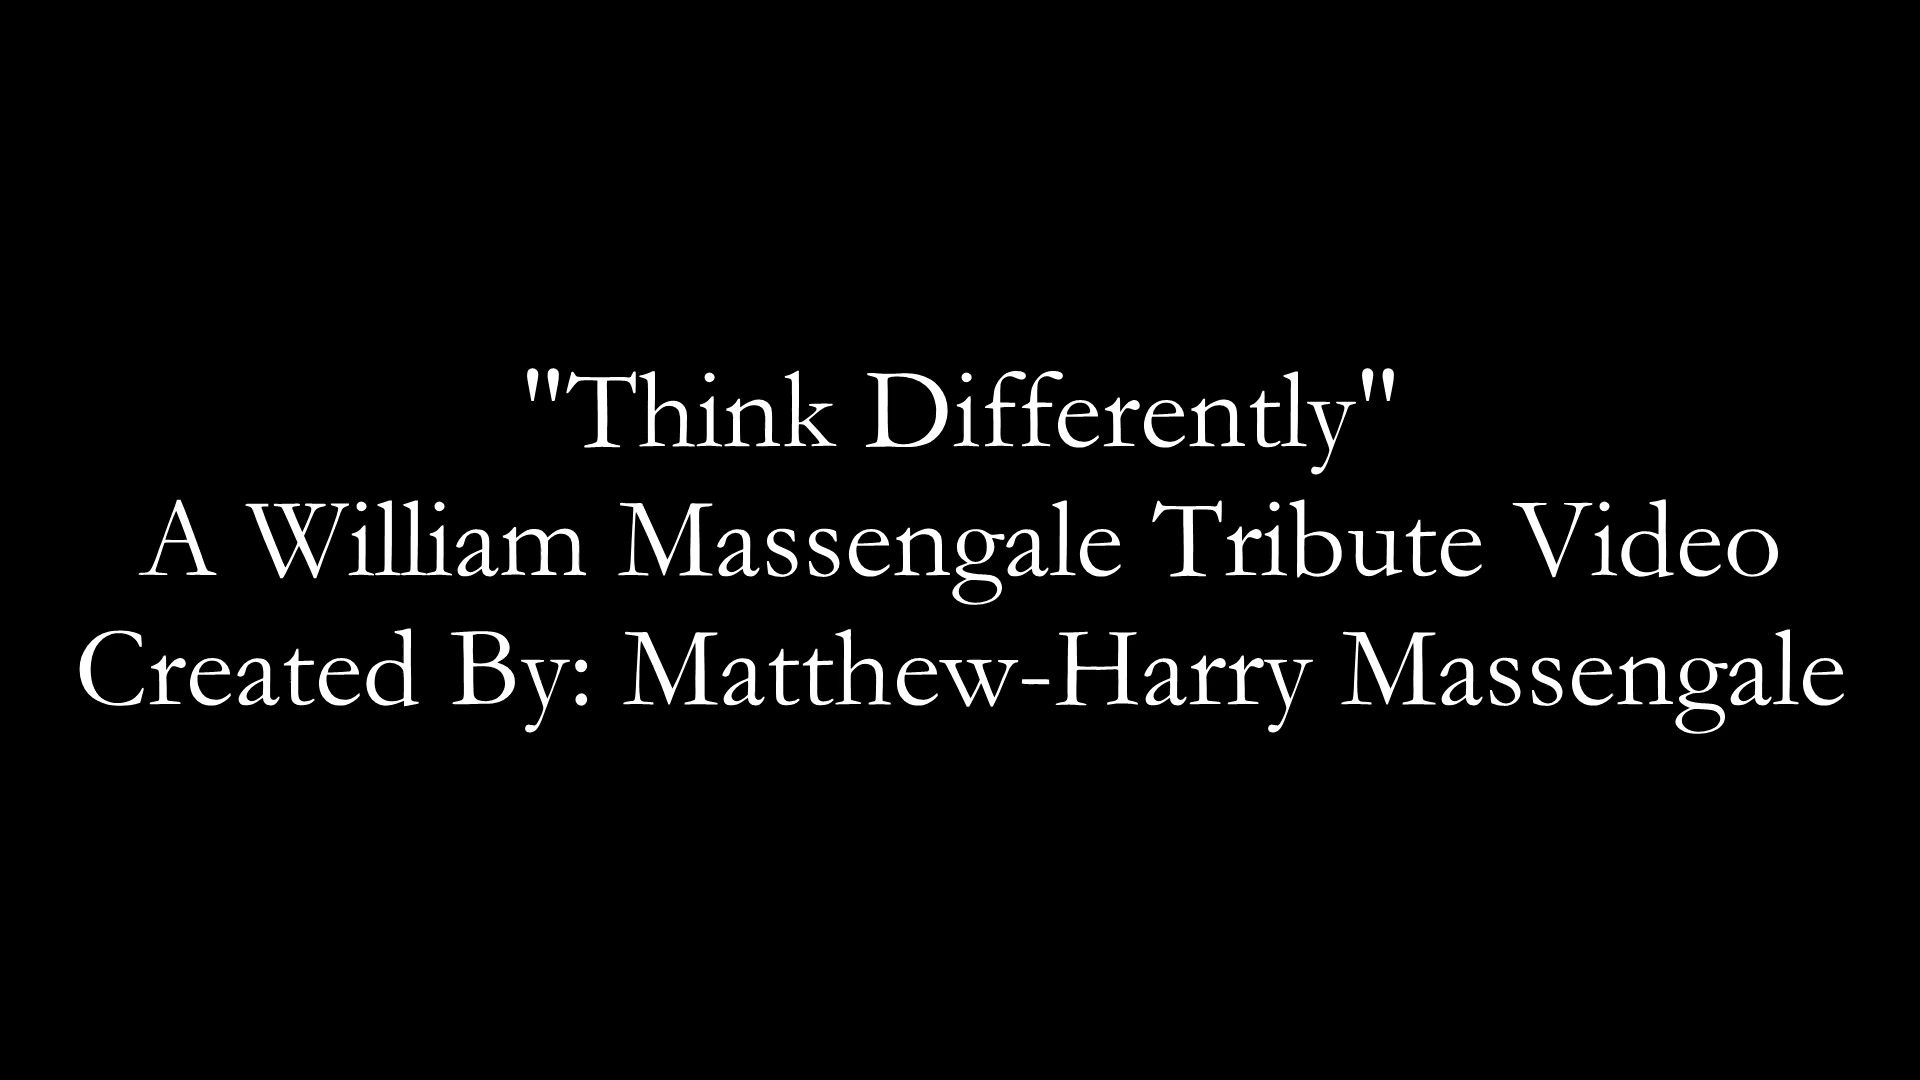 "Think Differently"
A William Massengale Tribute Video
Created By: Matthew-Harry Massengale